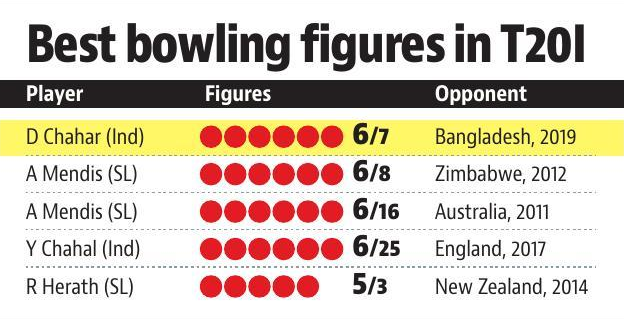 Best bowling figures in T20I
Player Figures Opponent
D Chahar (Ind) 6/7 Bangladesh, 2019
A Mendis (SL) 6/8 Zimbabwe, 2012
A Mendis (SL) 6/16 Australia, 2011
Y Chahal (Ind) 6/25 England, 2017
R Herath (SL) 5/3 New Zealand, 2014